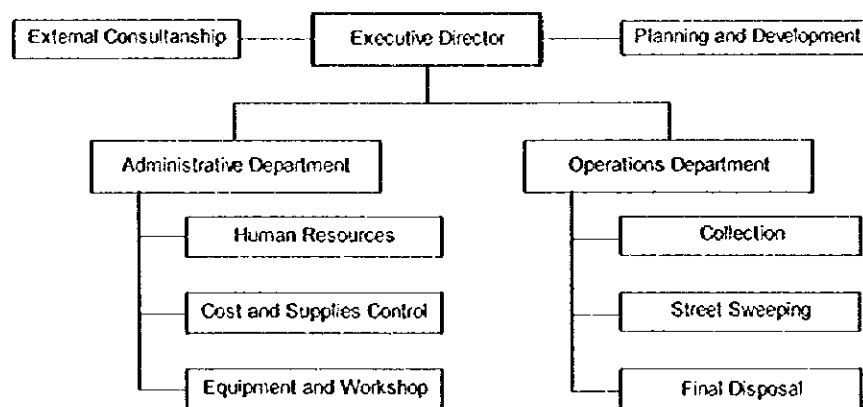 External Consultanship
Executive Director
Planning and Development
Administrative Department
Operations Department
Human Resources
Collection
Cost and Supplies Control
Street Sweeping
Equipment and Workshop
Final Disposal